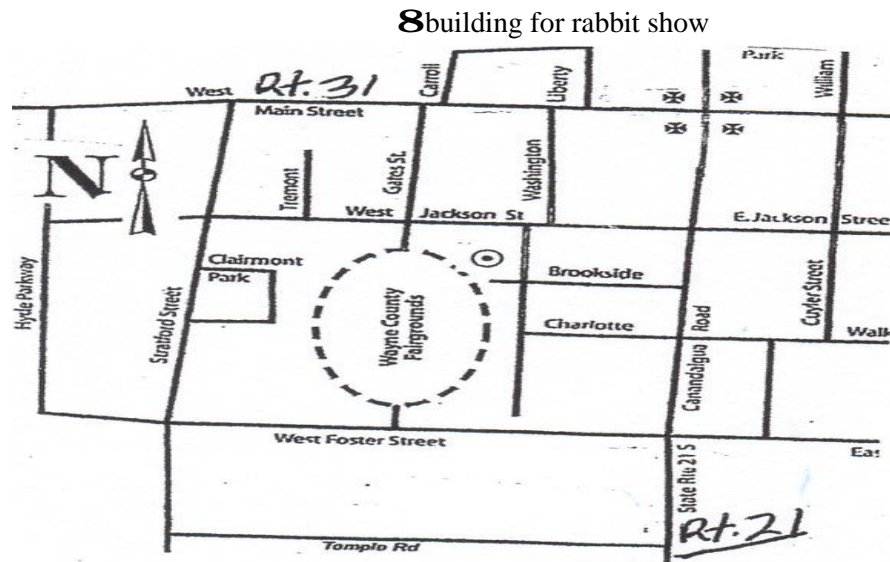 8building for rabbit show
Park
Rt. 31
West
Main Street
Carroll
Liberty
William
N
Tremont
Gates St.
Washington
West Jackson St
E. Jackson Stree
Hyde Parkway
Stratford Street
Clairmont
Park
Wayne County
Fairgrounds
Brookside
Charlotte
Canandaigua Road
Cuyler Street
Walk
West Foster Street
Eas
State Rte 21 S
Rt. 21
Temple Rd